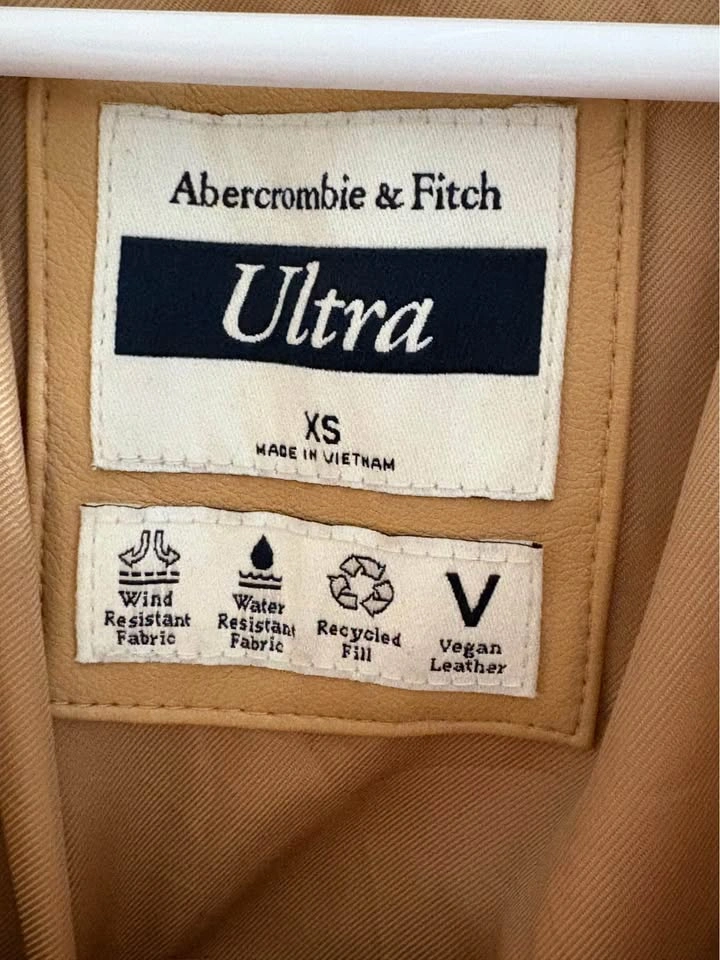 Abercrombie & Fitch
Ultra
XS
MADE IN VIETNAM
Wind
Resistant
Fabric
Water
Resistant
Fabric
Recycled
Fill
V
Vegan
Leather